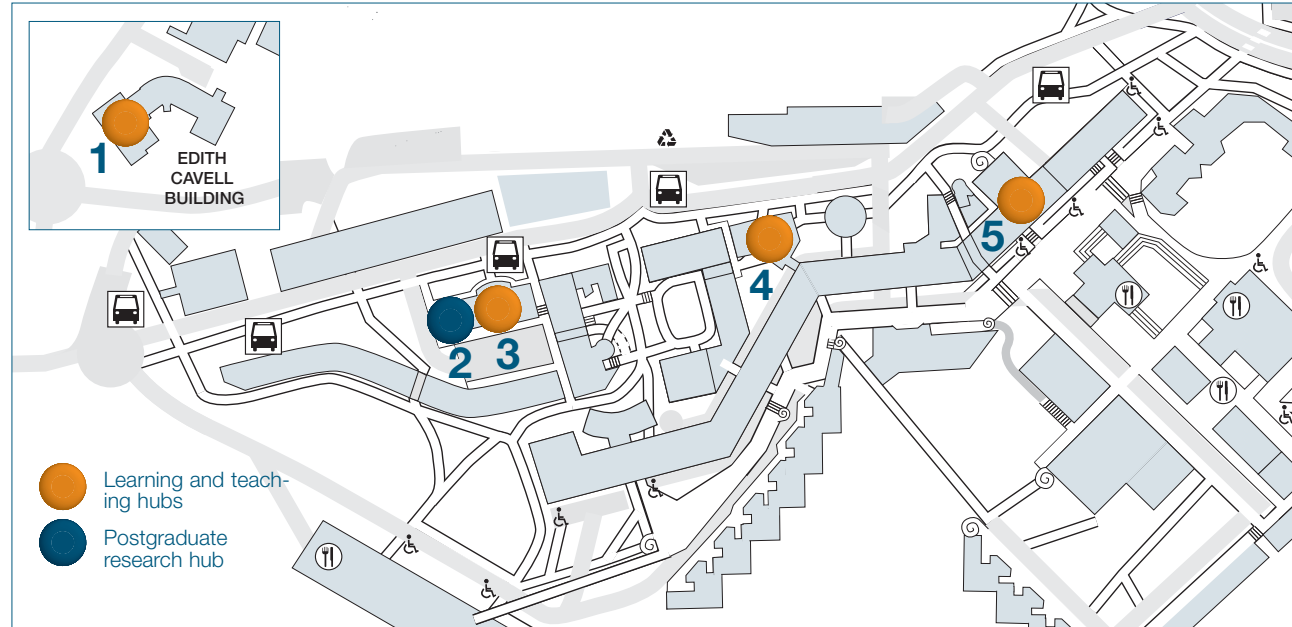 1
EDITH
CAVELL
BUILDING
5
4
2
3
Learning and teach-
ing hubs
Postgraduate
research hub